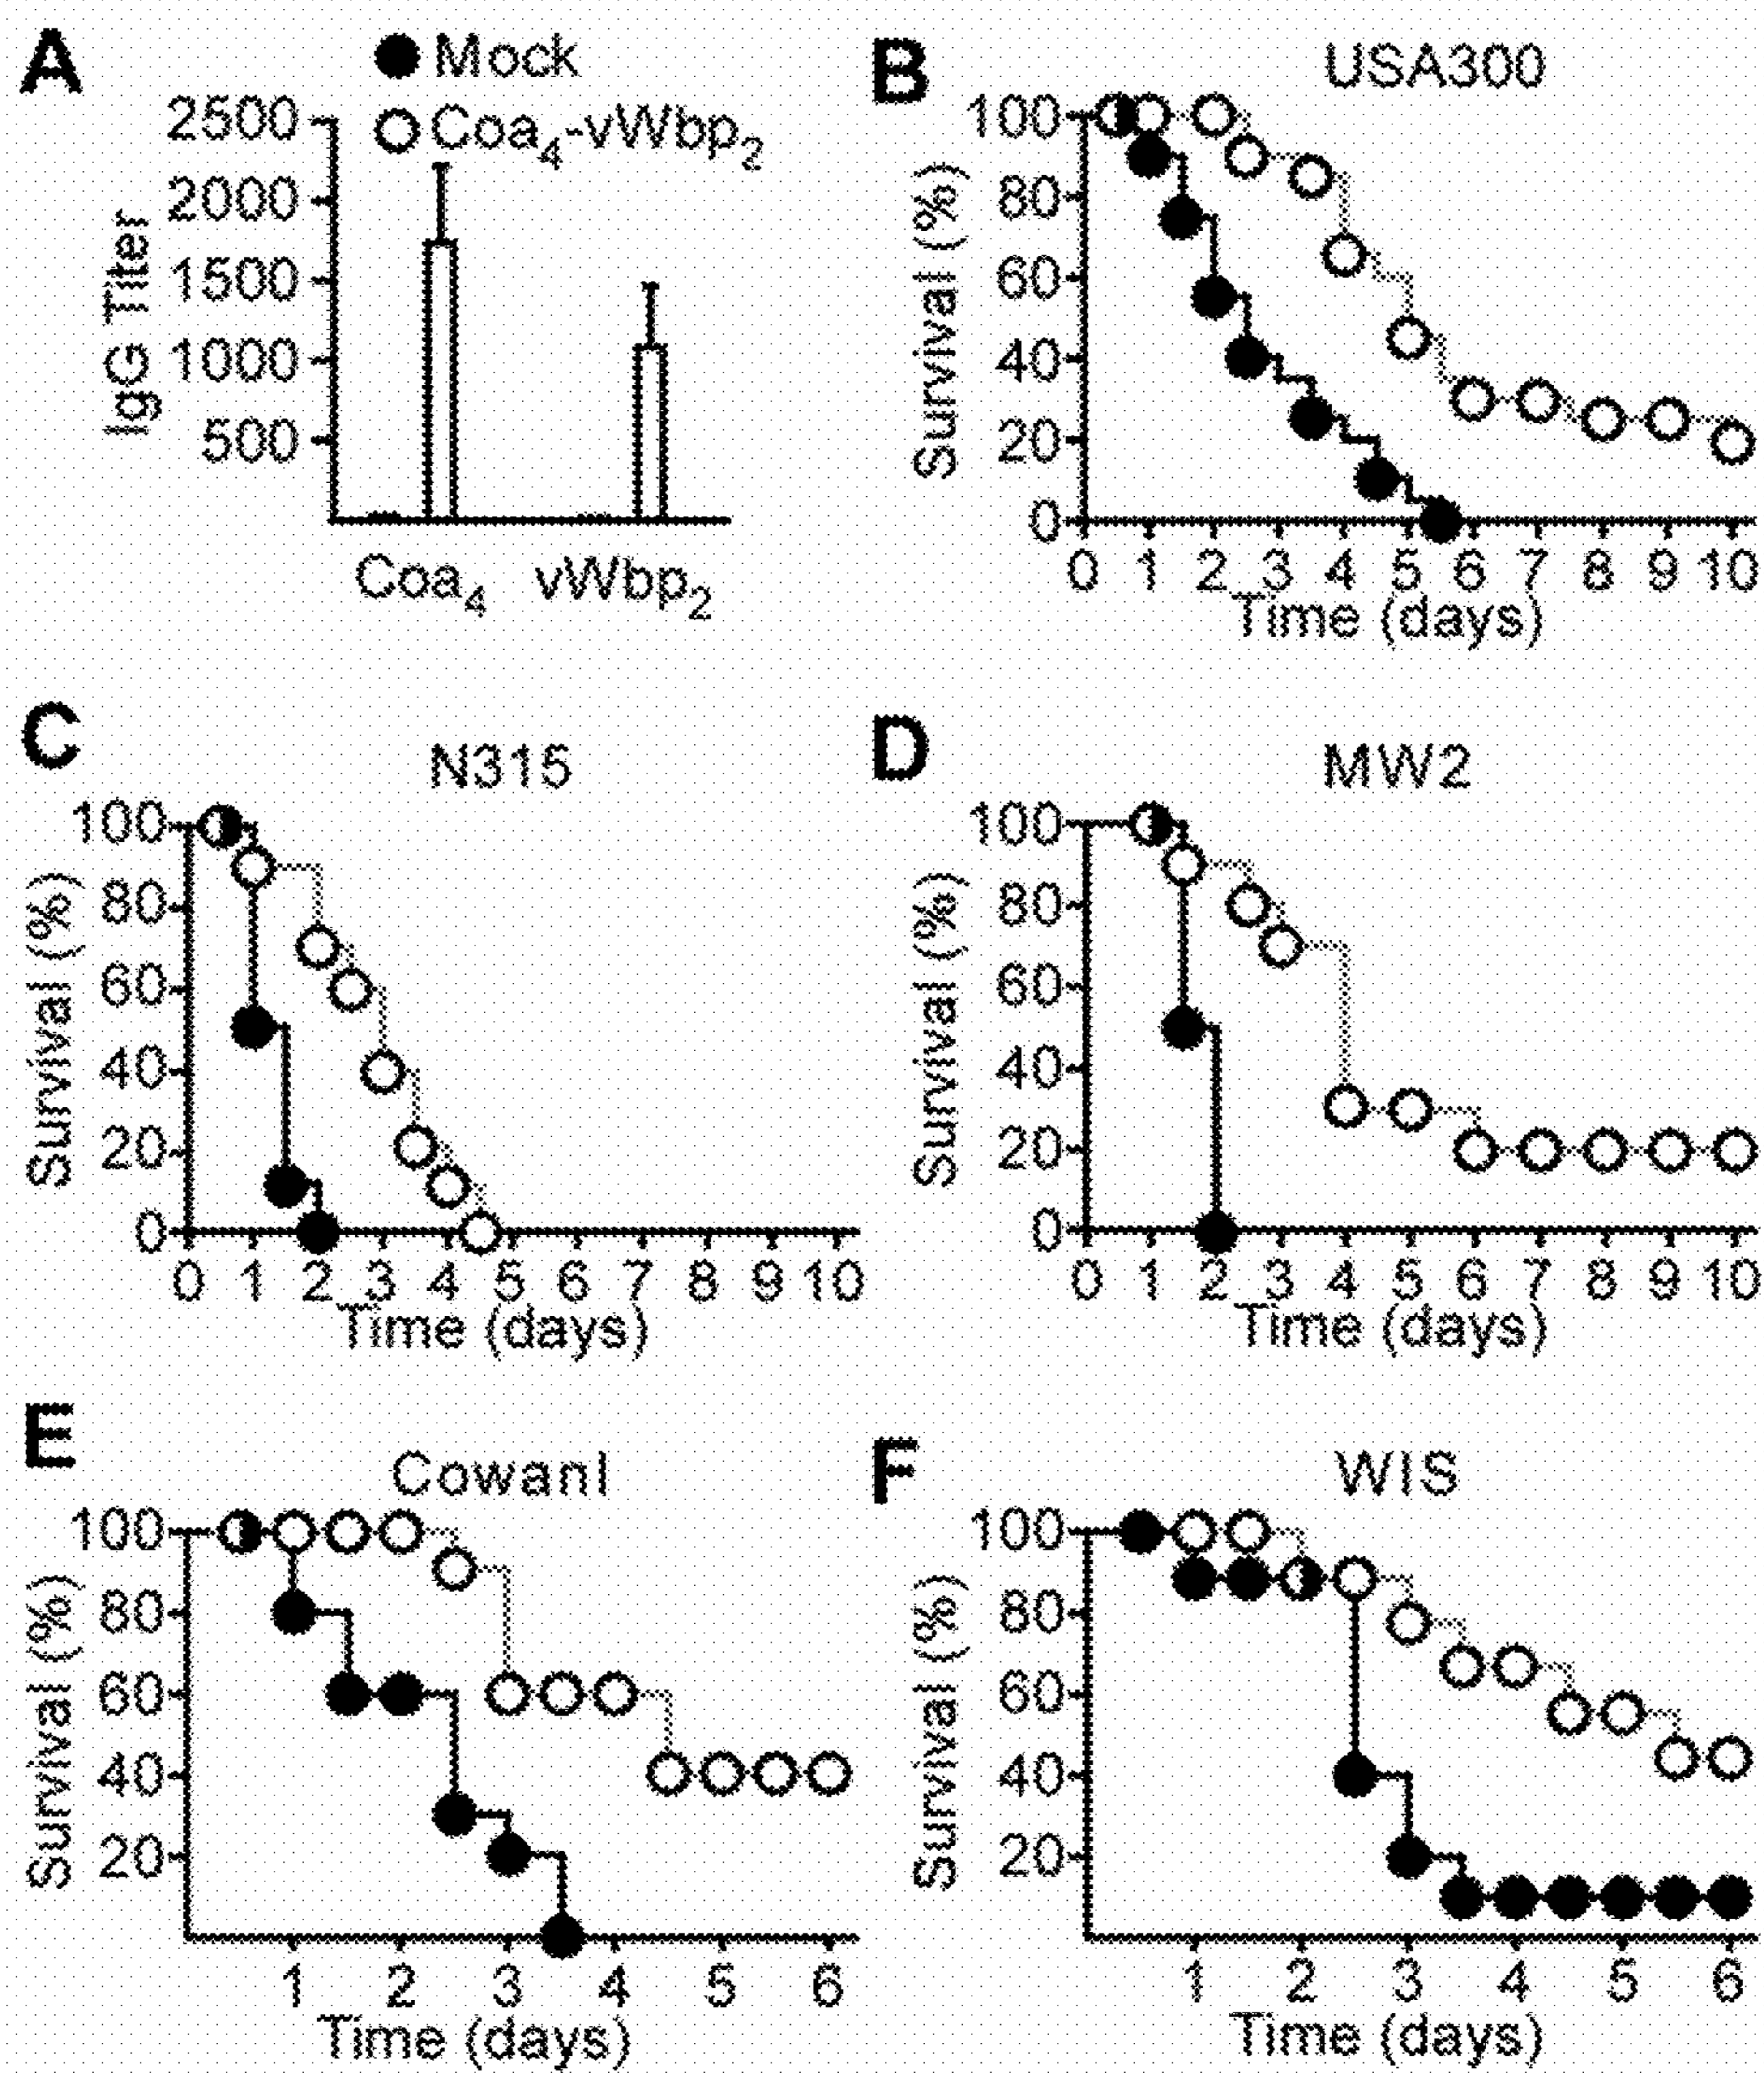 A
Mock
Coa4-vWbp2
2500
2000
1500
1000
500
IgG Titer
Coa4 vWbp2
B
USA300
100
80
60
40
20
0
Survival (%)
0 1 2 3 4 5 6 7 8 9 10
Time (days)
C
N315
100
80
60
40
20
0
Survival (%)
0 1 2 3 4 5 6 7 8 9 10
Time (days)
D
MW2
100
80
60
40
20
0
Survival (%)
0 1 2 3 4 5 6 7 8 9 10
Time (days)
E
CowanI
100
80
60
40
20
Survival (%)
1 2 3 4 5 6
Time (days)
F
WIS
100
80
60
40
20
Survival (%)
1 2 3 4 5 6
Time (days)